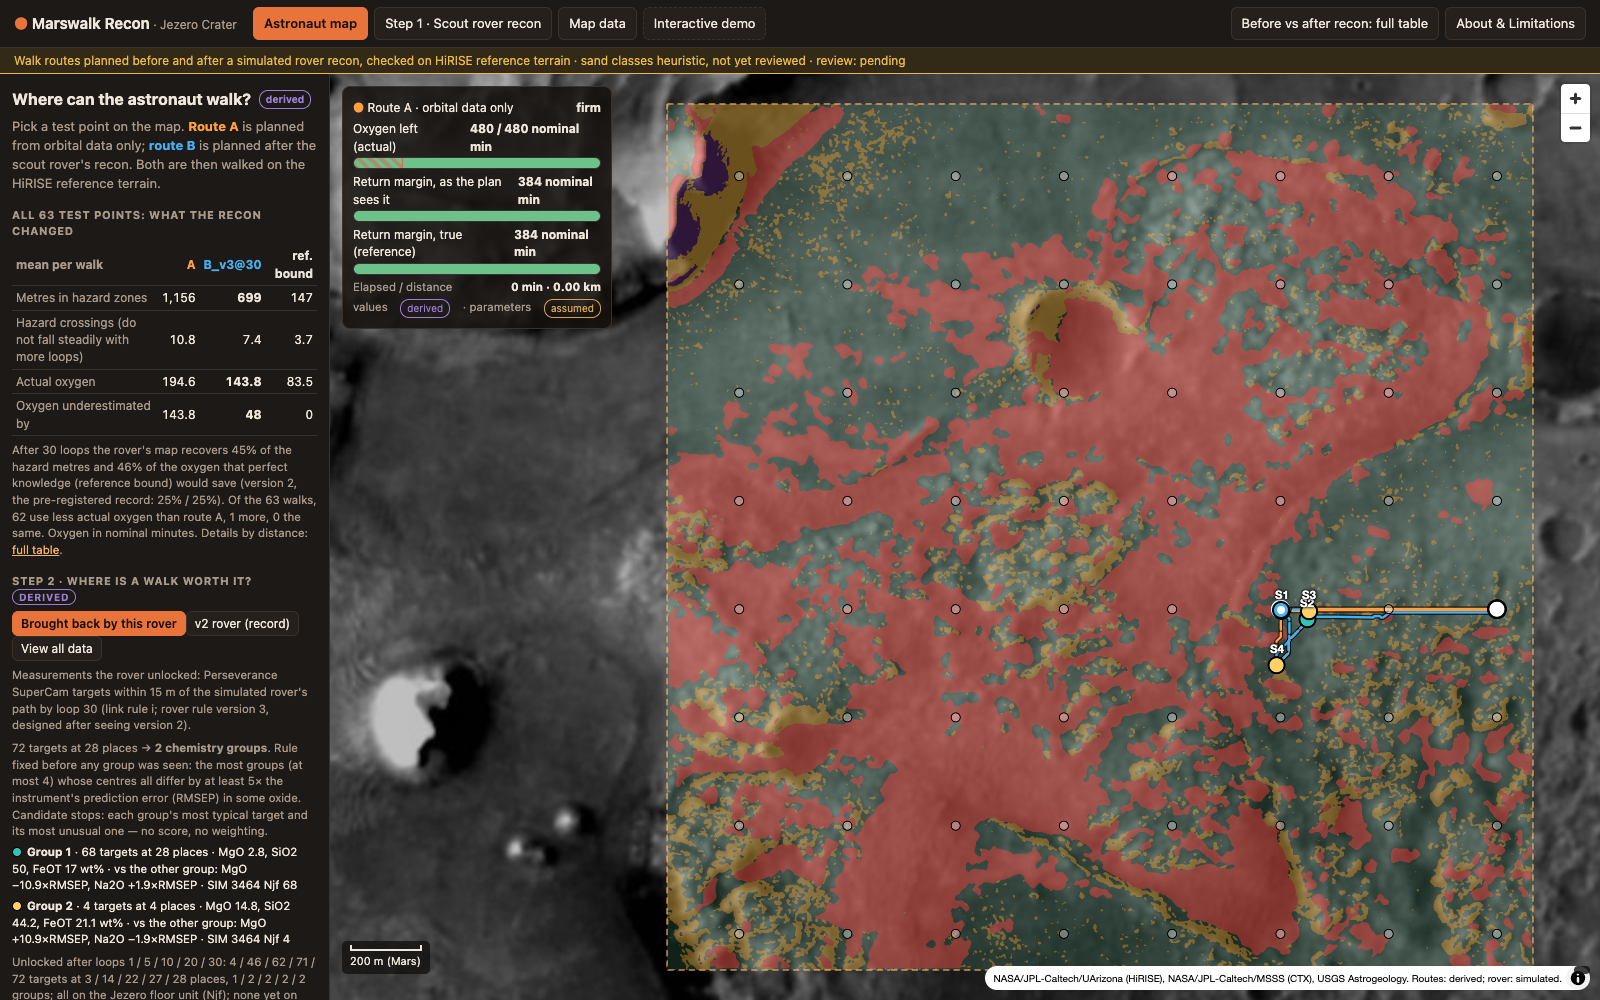 Marswalk Recon · Jezero Crater
Astronaut map
Step 1 · Scout rover recon
Map data
Interactive demo
Before vs after recon: full table
About & Limitations
Walk routes planned before and after a simulated rover recon, checked on HiRISE reference terrain · sand classes heuristic, not yet reviewed · review: pending
Where can the astronaut walk? derived
Pick a test point on the map. Route A is planned
from orbital data only; route B is planned after the
scout rover's recon. Both are then walked on the
HiRISE reference terrain.
ALL 63 TEST POINTS: WHAT THE RECON
CHANGED
mean per walk A B_v3@30 ref. bound
Metres in hazard zones 1,156 699 147
Hazard crossings (do
not fall steadily with
more loops) 10.8 7.4 3.7
Actual oxygen 194.6 143.8 83.5
Oxygen underestimated
by 143.8 48 0
After 30 loops the rover's map recovers 45% of the
hazard metres and 46% of the oxygen that perfect
knowledge (reference bound) would save (version 2,
the pre-registered record: 25% / 25%). Of the 63 walks,
62 use less actual oxygen than route A, 1 more, 0 the
same. Oxygen in nominal minutes. Details by distance:
full table.
STEP 2 · WHERE IS A WALK WORTH IT?
DERIVED
Brought back by this rover
v2 rover (record)
View all data
Measurements the rover unlocked: Perseverance
SuperCam targets within 15 m of the simulated rover's
path by loop 30 (link rule i; rover rule version 3,
designed after seeing version 2).
72 targets at 28 places → 2 chemistry groups. Rule
fixed before any group was seen: the most groups (at
most 4) whose centres all differ by at least 5× the
instrument's prediction error (RMSEP) in some oxide.
Candidate stops: each group's most typical target and
its most unusual one — no score, no weighting.
Group 1 · 68 targets at 28 places · MgO 2.8, SiO2
50, FeOT 17 wt% · vs the other group: MgO
−10.9×RMSEP, Na2O +1.9×RMSEP · SIM 3464 Njf 68
Group 2 · 4 targets at 4 places · MgO 14.8, SiO2
44.2, FeOT 21.1 wt% · vs the other group: MgO
+10.9×RMSEP, Na2O −1.9×RMSEP · SIM 3464 Njf 4
Unlocked after loops 1 / 5 / 10 / 20 / 30: 4 / 46 / 62 / 71 /
72 targets at 3 / 14 / 22 / 27 / 28 places, 1 / 2 / 2 / 2 / 2
groups; all on the Jezero floor unit (Njf); none yet on
Route A · orbital data only firm
Oxygen left (actual) 480 / 480 nominal min
Return margin, as the plan sees it 384 nominal min
Return margin, true (reference) 384 nominal min
Elapsed / distance 0 min · 0.00 km
values derived · parameters assumed
+
−
S1
S3
S2
S4
200 m (Mars)
NASA/JPL-Caltech/UArizona (HiRISE), NASA/JPL-Caltech/MSSS (CTX), USGS Astrogeology. Routes: derived; rover: simulated.